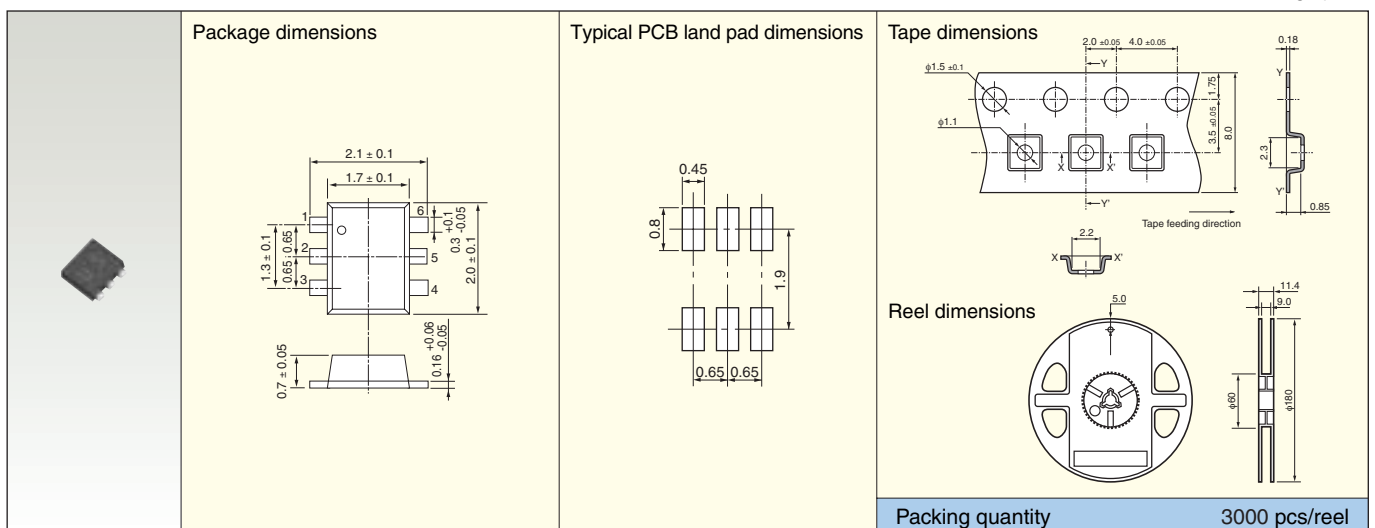 Package dimensions
2.1 ± 0.1
1.7 ± 0.1
1
2
3
6
5
4
1.3 ± 0.1
0.65
0.65
0.3 +0.1 -0.05
2.0 ± 0.1
0.7 ± 0.05
0.16 +0.06 -0.05
Typical PCB land pad dimensions
0.45
0.8
1.9
0.65
0.65
Tape dimensions
2.0 ±0.05
4.0 ±0.05
0.18
Y
ϕ1.5 ±0.1
ϕ1.1
1.75
3.5 ±0.05
8.0
X
X'
Y'
Y
2.3
Y'
0.85
Tape feeding direction
2.2
X
X'
Reel dimensions
5.0
11.4
9.0
ϕ60
ϕ180
Packing quantity
3000 pcs/reel